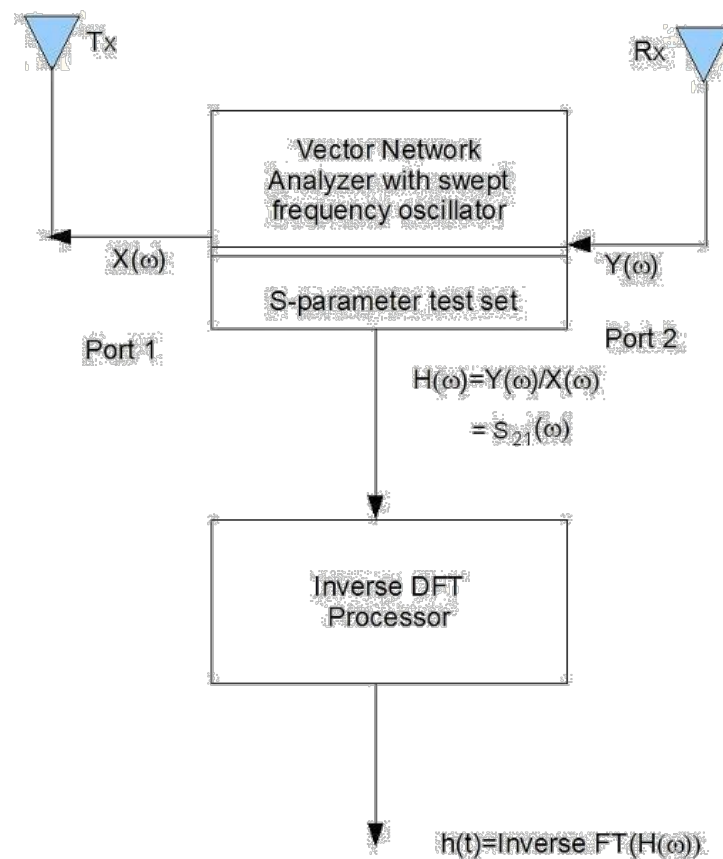 Tx
Rx
Vector Network
Analyzer with swept
frequency oscillator
X(ω)
Y(ω)
S-parameter test set
Port 1
Port 2
H(ω)=Y(ω)/X(ω)
= S₂₁(ω)
Inverse DFT
Processor
h(t)=Inverse FT(H(ω))